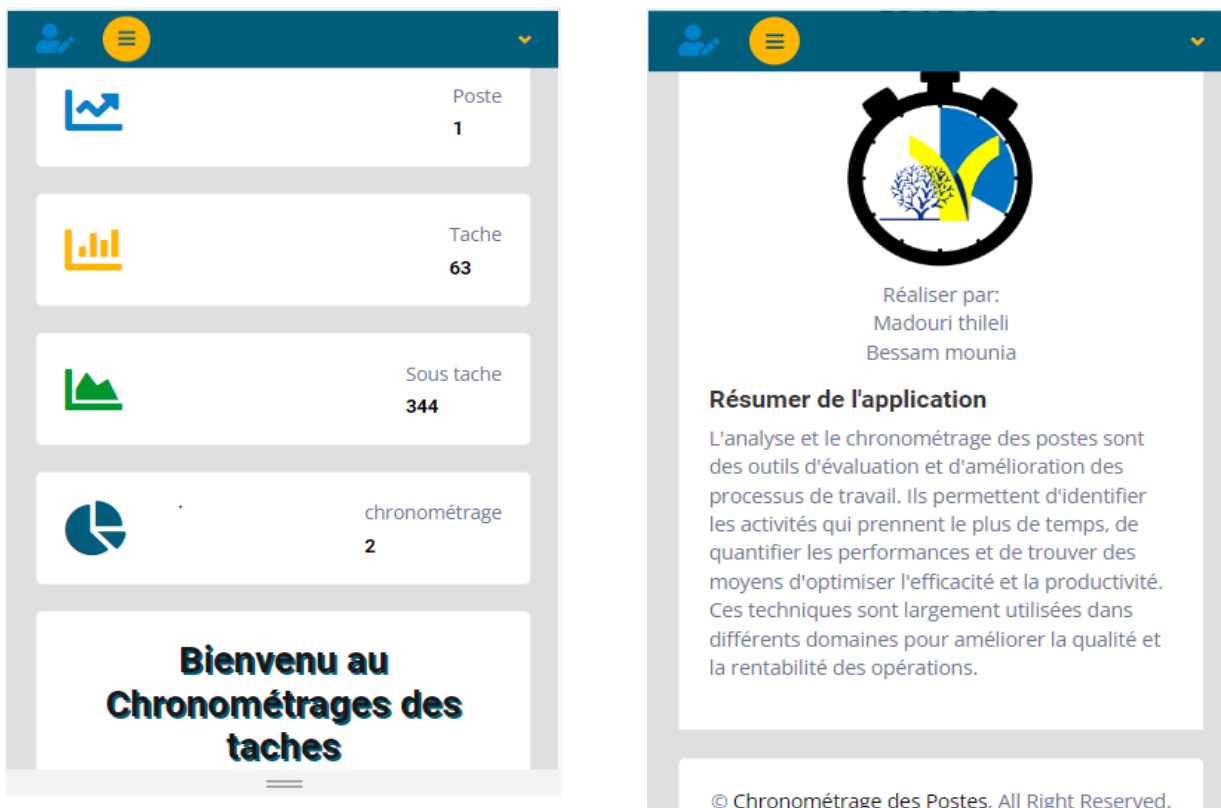 Poste
1
Tache
63
Sous tache
344
chronométrage
2
Bienvenu au
Chronométrages des
taches
Réaliser par:
Madouri thileli
Bessam mounia
Résumer de l'application
L'analyse et le chronométrage des postes sont
des outils d'évaluation et d'amélioration des
processus de travail. Ils permettent d'identifier
les activités qui prennent le plus de temps, de
quantifier les performances et de trouver des
moyens d'optimiser l'efficacité et la productivité.
Ces techniques sont largement utilisées dans
différents domaines pour améliorer la qualité et
la rentabilité des opérations.
© Chronométrage des Postes, All Right Reserved.